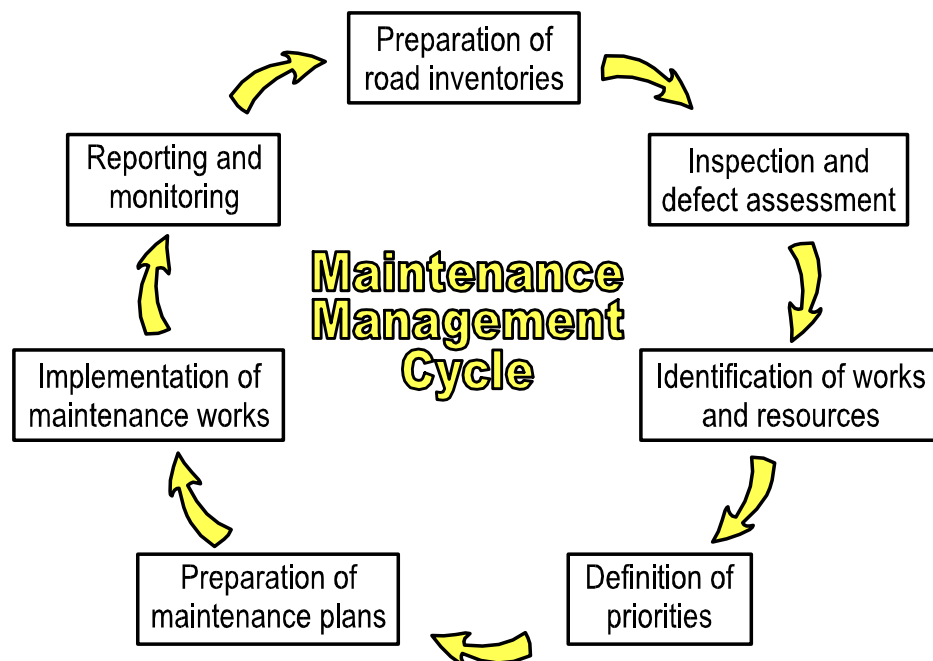 Preparation of
road inventories
Inspection and
defect assessment
Identification of works
and resources
Definition of
priorities
Preparation of
maintenance plans
Implementation of
maintenance works
Reporting and
monitoring
Maintenance
Management
Cycle